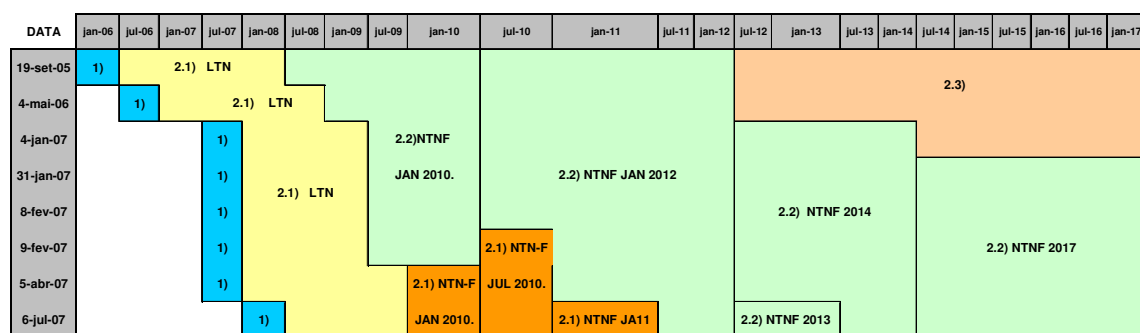 DATA jan-06 jul-06 jan-07 jul-07 jan-08 jul-08 jan-09 jul-09 jan-10 jul-10 jan-11 jul-11 jan-12 jul-12 jan-13 jul-13 jan-14 jul-14 jan-15 jul-15 jan-16 jul-16 jan-17
19-set-05 1) 2.1) LTN
2.3)
4-mai-06 1) 2.1) LTN
4-jan-07 1) 2.2)NTNF
31-jan-07 1) JAN 2010. 2.2) NTNF JAN 2012
2.1) LTN
8-fev-07 1) 2.2) NTNF 2014
9-fev-07 1) 2.1) NTN-F 2.2) NTNF 2017
5-abr-07 1) 2.1) NTN-F JUL 2010.
6-jul-07 1) JAN 2010. 2.1) NTNF JA11 2.2) NTNF 2013